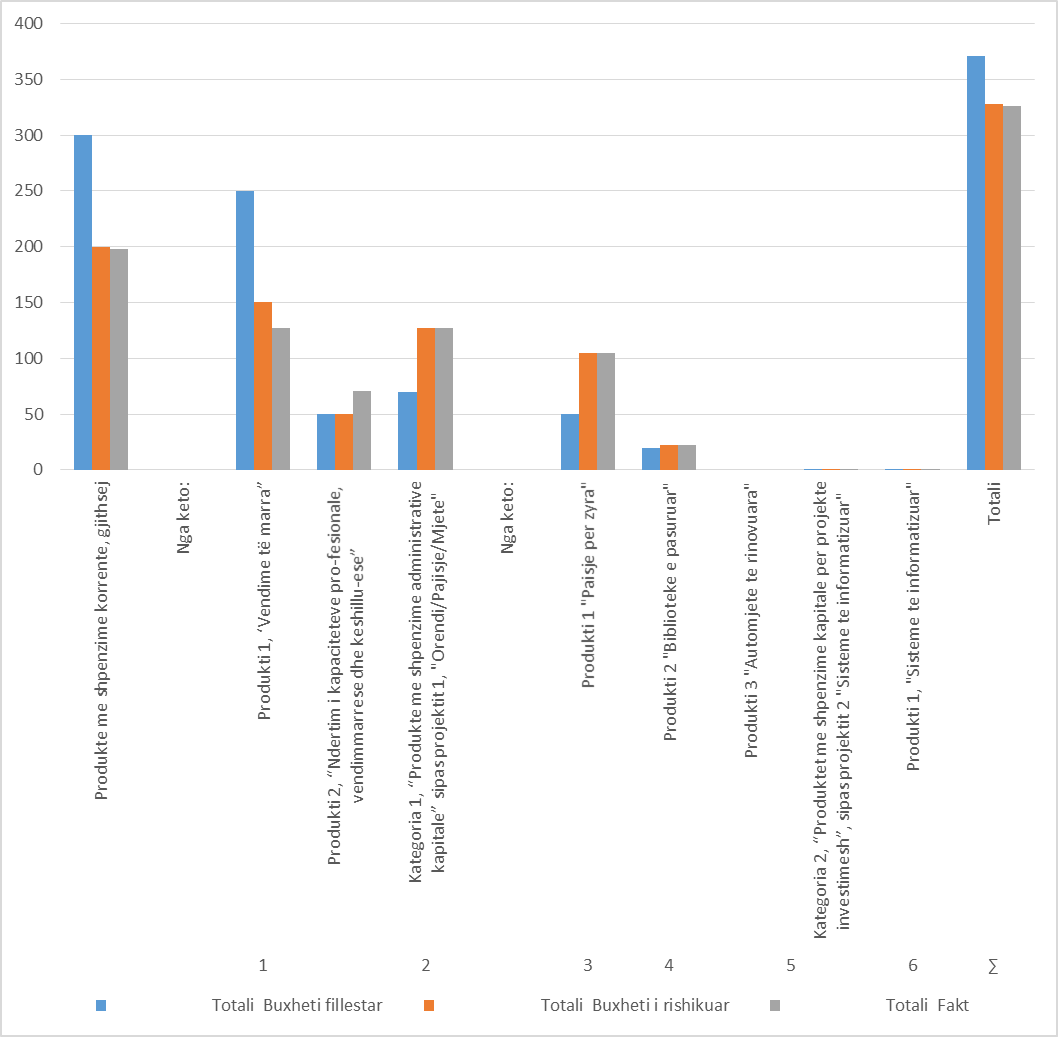 400
350
300
250
200
150
100
50
0
Produkte me shpenzime korrente, gjithsej
Nga keto:
Produkti 1, ‘Vendime të marra”
Produkti 2, “Ndertim i kapaciteteve pro-fesionale,
vendimmarrese dhe keshillu-ese”
Kategoria 1, “Produkte me shpenzime administrative
kapitale” sipas projektit 1, "Orendi/Pajisje/Mjete"
Nga keto:
Produkti 1 "Paisje per zyra"
Produkti 2 "Biblioteke e pasuruar"
Produkti 3 "Automjete te rinovuara"
Kategoria 2, “Produktet me shpenzime kapitale per projekte
investimesh”, sipas projektit 2 "Sisteme te informatizuar"
Produkti 1, "Sisteme te informatizuar"
Totali
1 2 3 4 5 6 ∑
Totali Buxheti fillestar Totali Buxheti i rishikuar Totali Fakt